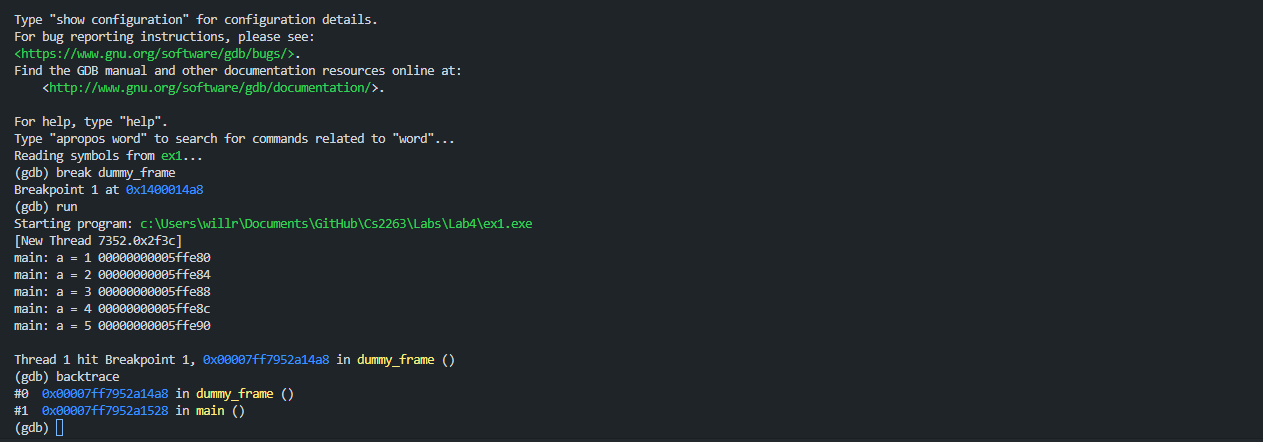 Type "show configuration" for configuration details.
For bug reporting instructions, please see:
<https://www.gnu.org/software/gdb/bugs/>.
Find the GDB manual and other documentation resources online at:
    <http://www.gnu.org/software/gdb/documentation/>.

For help, type "help".
Type "apropos word" to search for commands related to "word"...
Reading symbols from ex1...
(gdb) break dummy_frame
Breakpoint 1 at 0x1400014a8
(gdb) run
Starting program: c:\Users\willr\Documents\GitHub\Cs2263\Labs\Lab4\ex1.exe
[New Thread 7352.0x2f3c]
main: a = 1 00000000005ffe80
main: a = 2 00000000005ffe84
main: a = 3 00000000005ffe88
main: a = 4 00000000005ffe8c
main: a = 5 00000000005ffe90

Thread 1 hit Breakpoint 1, 0x00007ff7952a14a8 in dummy_frame ()
(gdb) backtrace
#0  0x00007ff7952a14a8 in dummy_frame ()
#1  0x00007ff7952a1528 in main ()
(gdb)